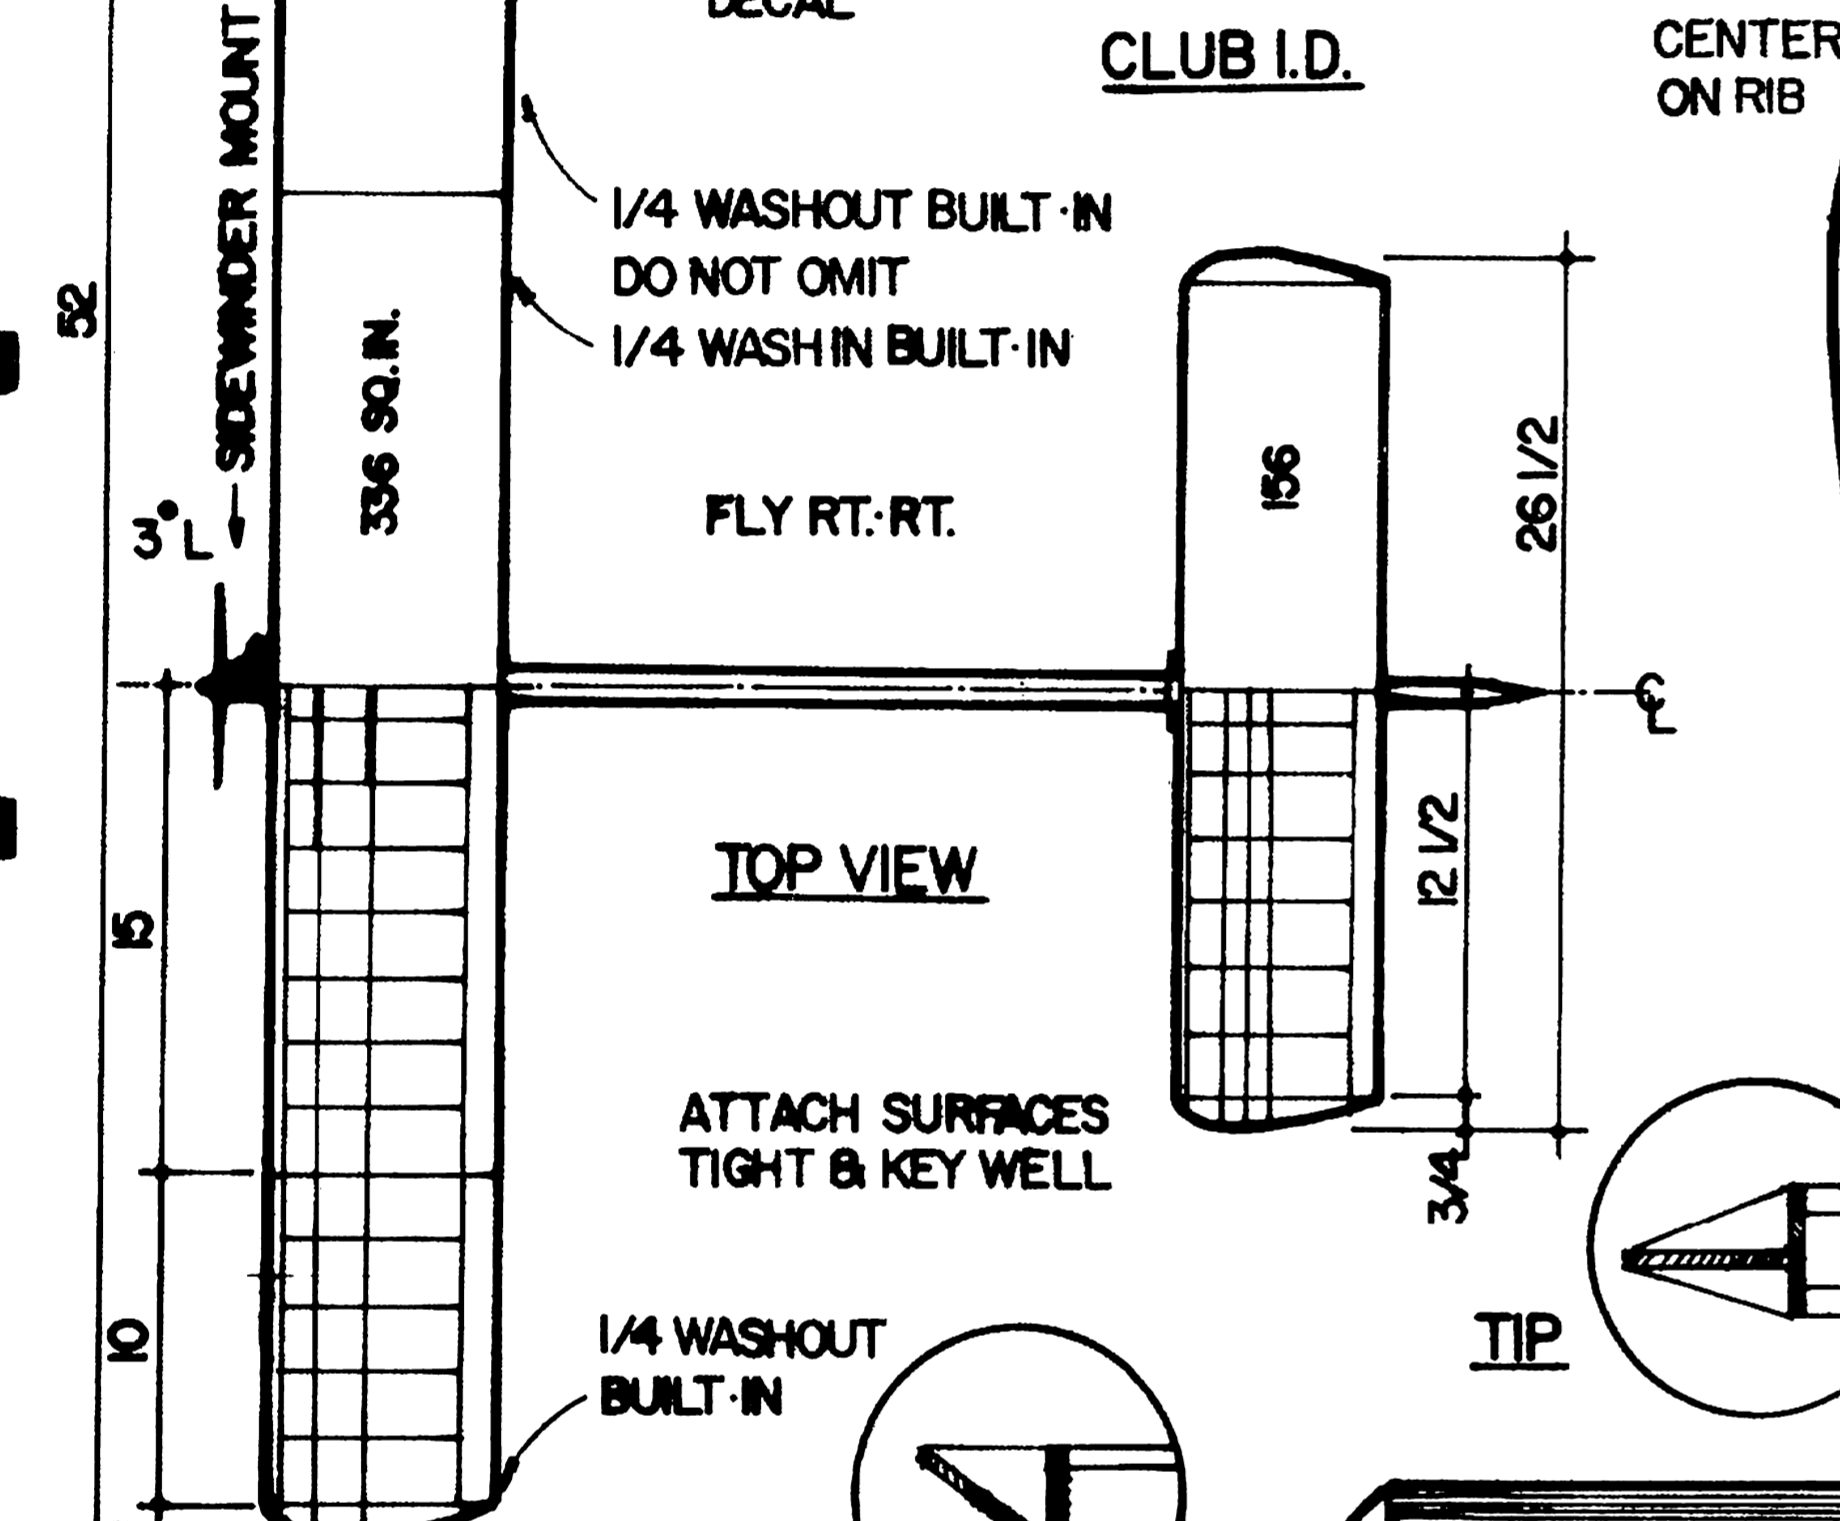 DECAL
CLUB I.D.
CENTER
ON RIB
SIDEWINDER MOUNT
1/4 WASHOUT BUILT·IN
DO NOT OMIT
1/4 WASHIN BUILT·IN
52
336 SQ.IN.
156
26 1/2
FLY RT.·RT.
3° L
CL
TOP VIEW
12 1/2
15
ATTACH SURFACES
TIGHT & KEY WELL
3/4
10
1/4 WASHOUT
BUILT·IN
TIP